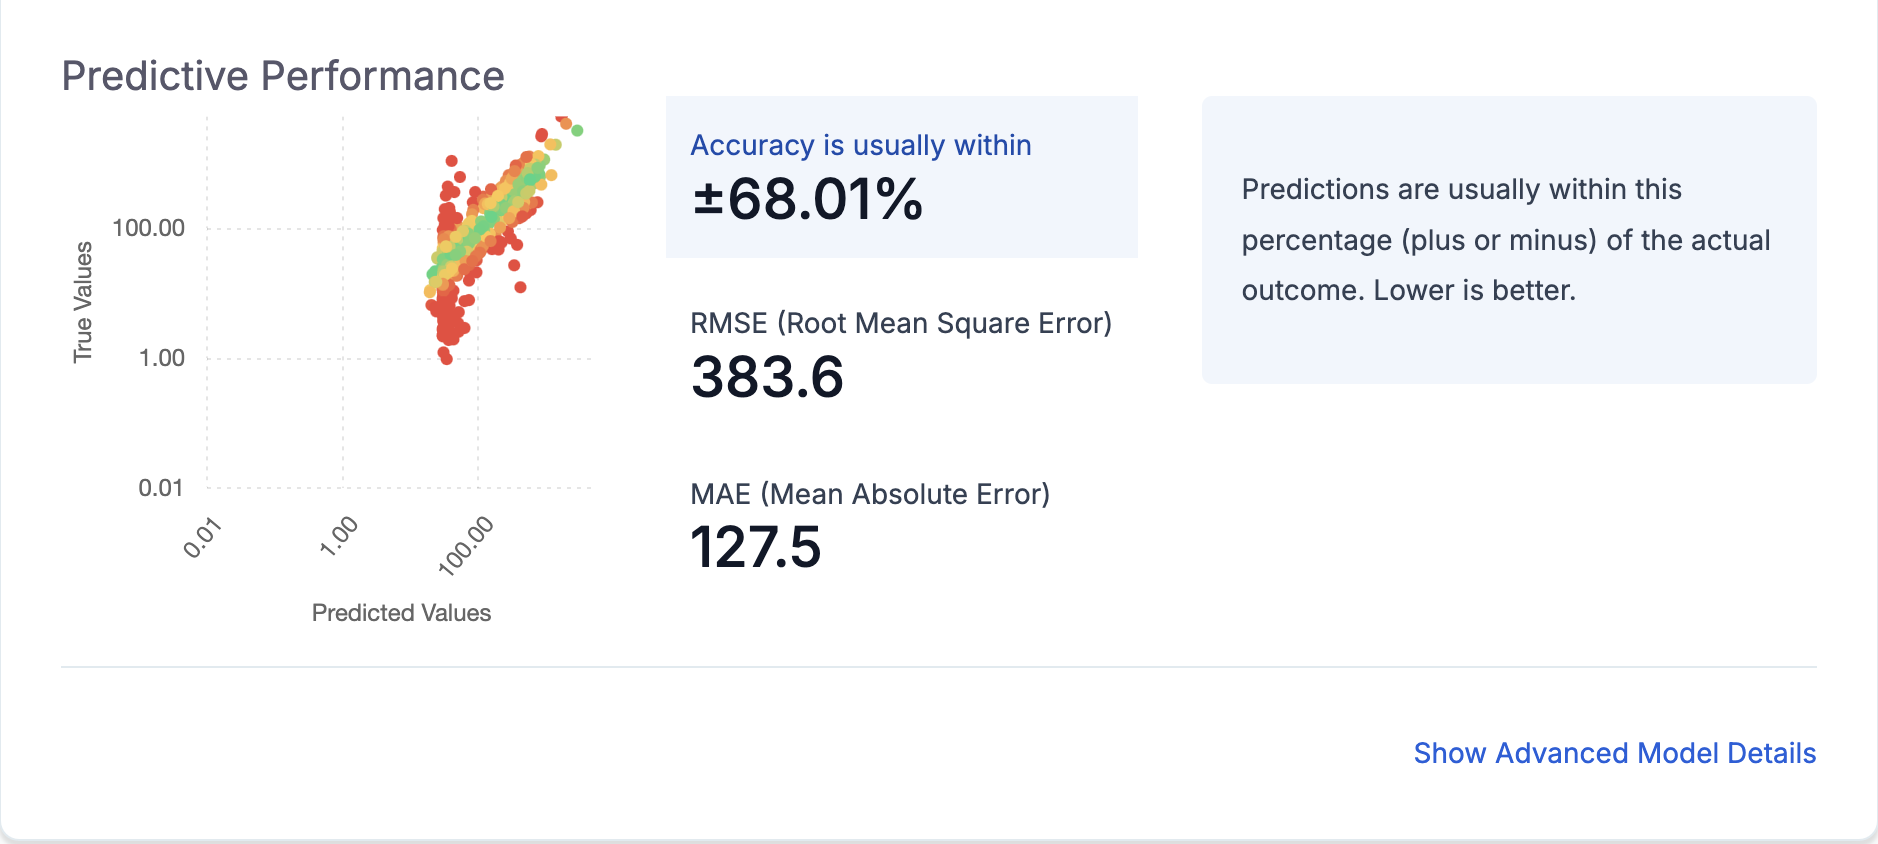 Predictive Performance
True Values
100.00
1.00
0.01
0.01
1.00
100.00
Predicted Values
Accuracy is usually within
±68.01%
RMSE (Root Mean Square Error)
383.6
MAE (Mean Absolute Error)
127.5
Predictions are usually within this
percentage (plus or minus) of the actual
outcome. Lower is better.
Show Advanced Model Details